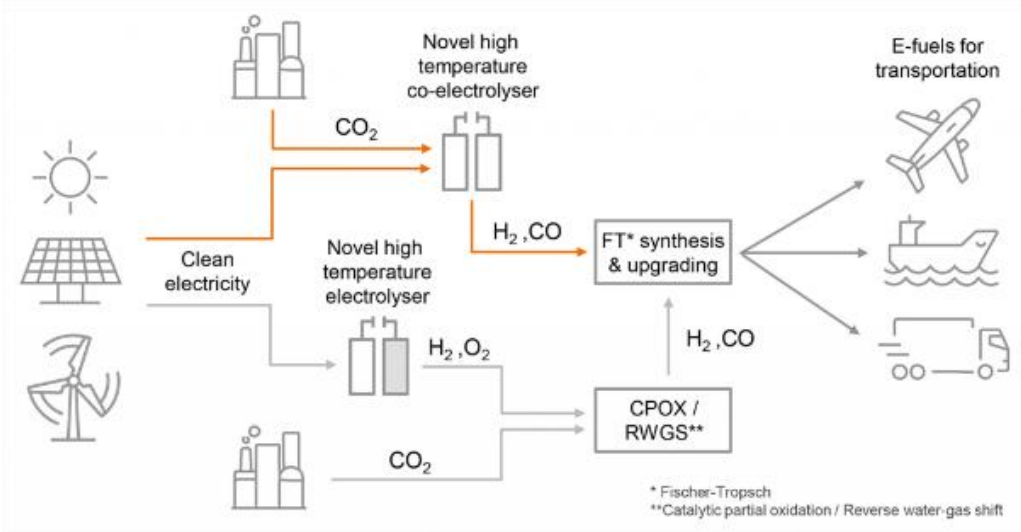 Novel high
temperature
co-electrolyser
E-fuels for
transportation
CO₂
H₂ ,CO
FT* synthesis
& upgrading
Clean
electricity
Novel high
temperature
electrolyser
H₂ ,O₂
H₂ ,CO
CPOX /
RWGS**
CO₂
* Fischer-Tropsch
**Catalytic partial oxidation / Reverse water-gas shift